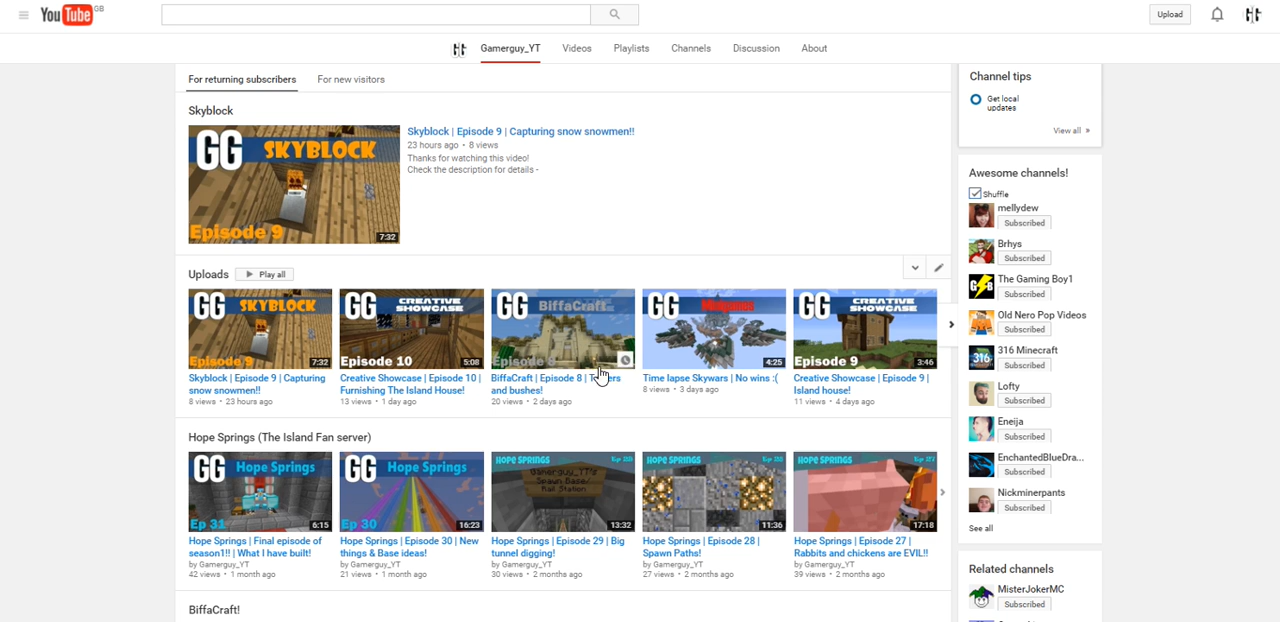 YouTube GB
Upload
Gamerguy_YT Videos Playlists Channels Discussion About
For returning subscribers For new visitors
Skyblock
GG SKYBLOCK
Episode 9
7:32
Skyblock | Episode 9 | Capturing snow snowmen!!
23 hours ago • 8 views
Thanks for watching this video!
Check the description for details -
Uploads Play all
GG SKYBLOCK
Episode 9
7:32
Skyblock | Episode 9 | Capturing
snow snowmen!!
8 views • 23 hours ago
GG CREATIVE
SHOWCASE
Episode 10
5:08
Creative Showcase | Episode 10 |
Furnishing The Island House!
13 views • 1 day ago
GG BiffaCraft
Episode 8
BiffaCraft | Episode 8 |
and bushes!
20 views • 2 days ago
GG Minigames
4:25
Time lapse Skywars | No wins :(
8 views • 3 days ago
GG CREATIVE
SHOWCASE
Episode 9
3:46
Creative Showcase | Episode 9 |
Island house!
11 views • 4 days ago
Hope Springs (The Island Fan server)
GG Hope Springs
Ep 31
6:15
Hope Springs | Final episode of
season1!! | What I have built!
by Gamerguy_YT
42 views • 1 month ago
GG Hope Springs
Ep 30
16:23
Hope Springs | Episode 30 | New
things & Base ideas!
by Gamerguy_YT
21 views • 1 month ago
HOPE SPRINGS
Gamerguy_YT's
Spawn Base/
Rail Station
13:32
Hope Springs | Episode 29 | Big
tunnel digging!
by Gamerguy_YT
30 views • 2 months ago
HOPE SPRINGS
11:36
Hope Springs | Episode 28 |
Spawn Paths!
by Gamerguy_YT
27 views • 2 months ago
HOPE SPRINGS Ep 27
17:18
Hope Springs | Episode 27 |
Rabbits and chickens are EVIL!!
by Gamerguy_YT
39 views • 2 months ago
BiffaCraft!
Channel tips
Get local
updates
View all »
Awesome channels!
Shuffle
mellydew
Subscribed
Brhys
Subscribed
The Gaming Boy1
Subscribed
Old Nero Pop Videos
Subscribed
316 Minecraft
316
Subscribed
Lofty
Subscribed
Eneija
Subscribed
EnchantedBlueDra...
Subscribed
Nickminerpants
Subscribed
See all
Related channels
MisterJokerMC
Subscribed